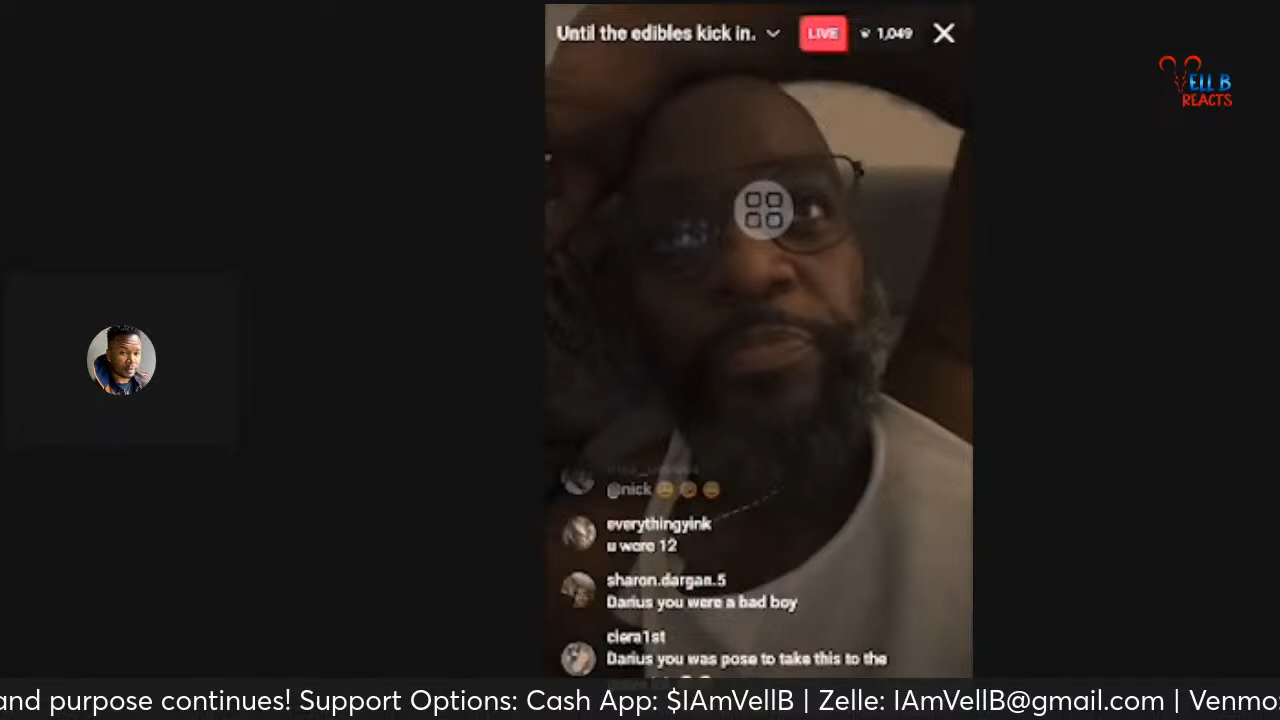 Until the edibles kick in.
LIVE
1,049
ELL B
REACTS
@nick
everythingyink
u were 12
sharon.dargan.5
Darius you were a bad boy
ciera1st
Darius you was pose to take this to the
and purpose continues! Support Options: Cash App: $IAmVellB | Zelle: IAmVellB@gmail.com | Venmo: